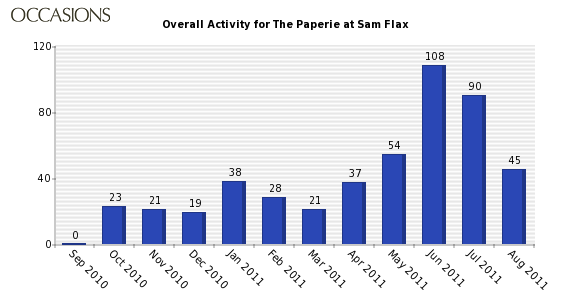 OCCASIONS
Overall Activity for The Paperie at Sam Flax
120
80
40
0
0
23
21
19
38
28
21
37
54
108
90
45
Sep 2010
Oct 2010
Nov 2010
Dec 2010
Jan 2011
Feb 2011
Mar 2011
Apr 2011
May 2011
Jun 2011
Jul 2011
Aug 2011